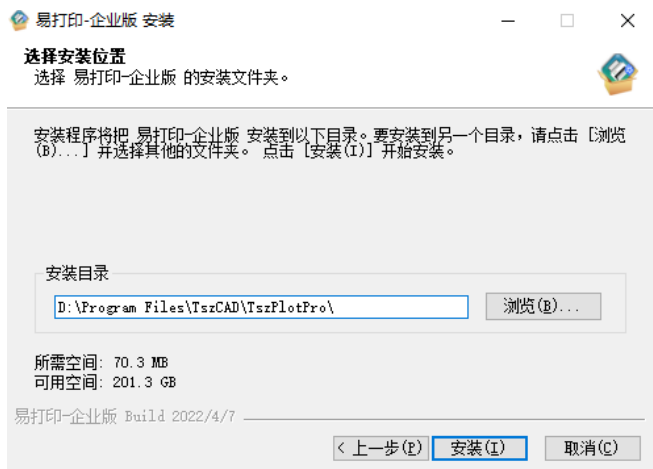 易打印-企业版 安装
选择安装位置
选择 易打印-企业版 的安装文件夹。
安装程序将把 易打印-企业版 安装到以下目录。要安装到另一个目录，请点击 [浏览
(B)...] 并选择其他的文件夹。 点击 [安装(I)] 开始安装。
安装目录
D:\Program Files\TszCAD\TszPlotPro\
浏览(B)...
所需空间: 70.3 MB
可用空间: 201.3 GB
易打印-企业版 Build 2022/4/7
< 上一步(P)
安装(I)
取消(C)